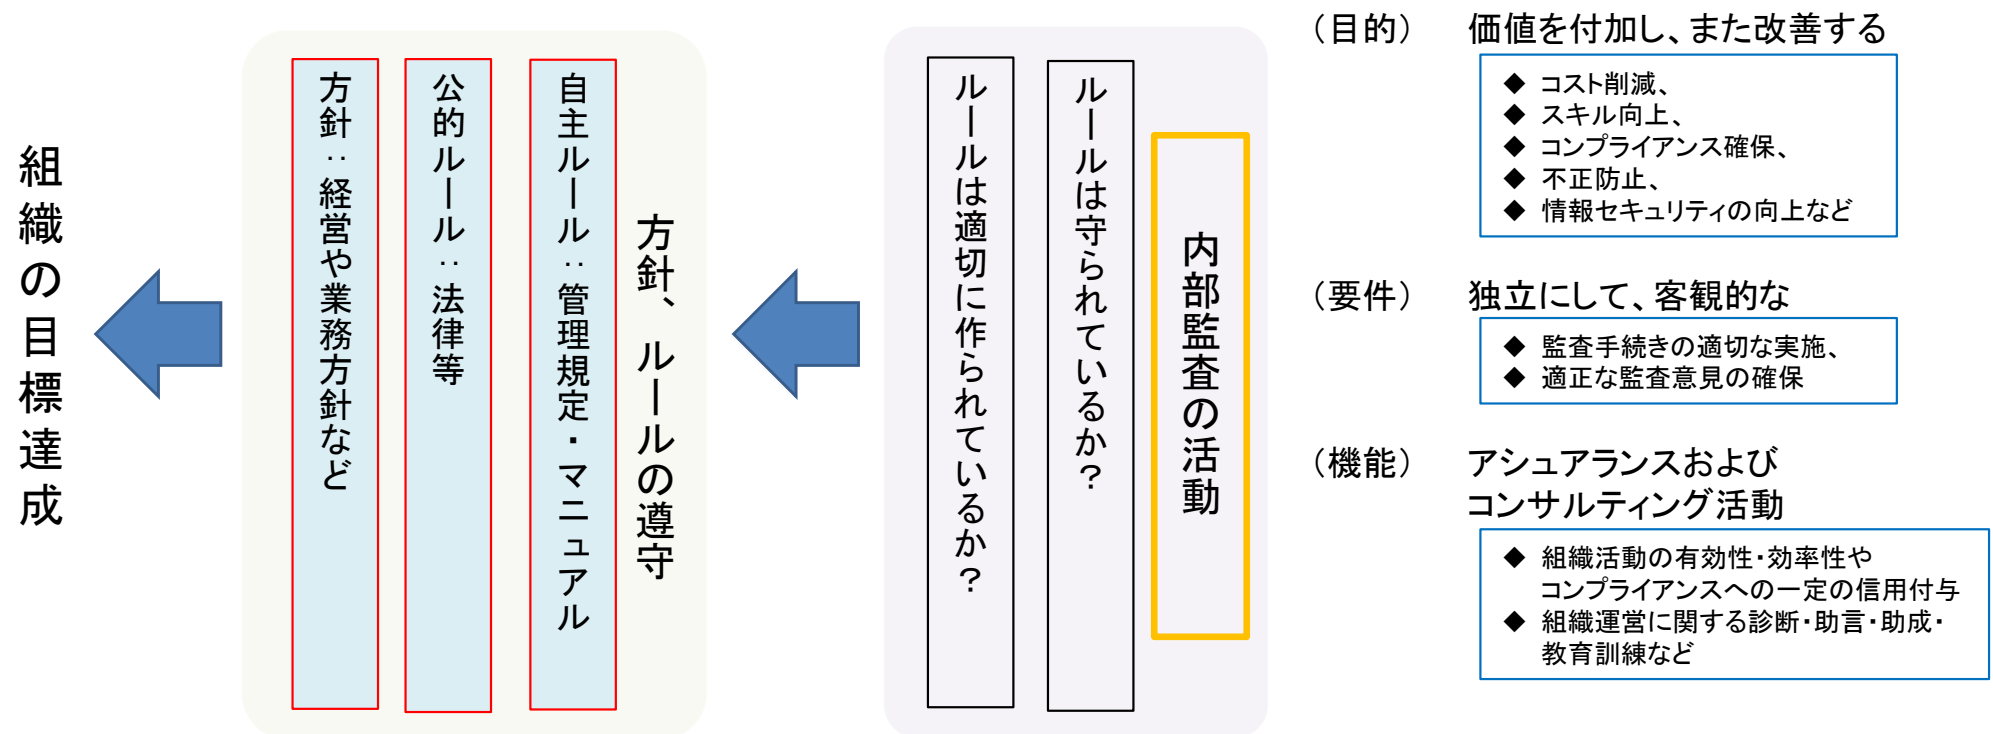 組織の目標達成
方針、ルールの遵守
自主ルール：管理規定・マニュアル
公的ルール：法律等
方針：経営や業務方針など
内部監査の活動
ルールは守られているか？
ルールは適切に作られているか？
（目的） 価値を付加し、また改善する
◆ コスト削減、
◆ スキル向上、
◆ コンプライアンス確保、
◆ 不正防止、
◆ 情報セキュリティの向上など
（要件） 独立にして、客観的な
◆ 監査手続きの適切な実施、
◆ 適正な監査意見の確保
（機能） アシュアランスおよび
コンサルティング活動
◆ 組織活動の有効性・効率性や
コンプライアンスへの一定の信用付与
◆ 組織運営に関する診断・助言・助成・
教育訓練など